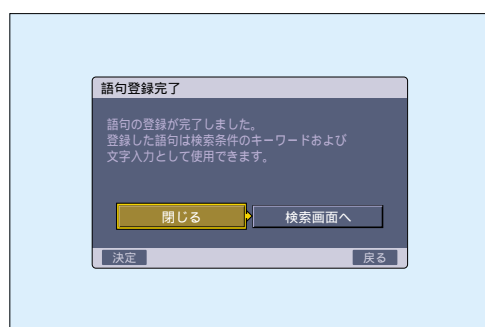 語句登録完了
語句の登録が完了しました。
登録した語句は検索条件のキーワードおよび
文字入力として使用できます。
閉じる
検索画面へ
決定
戻る